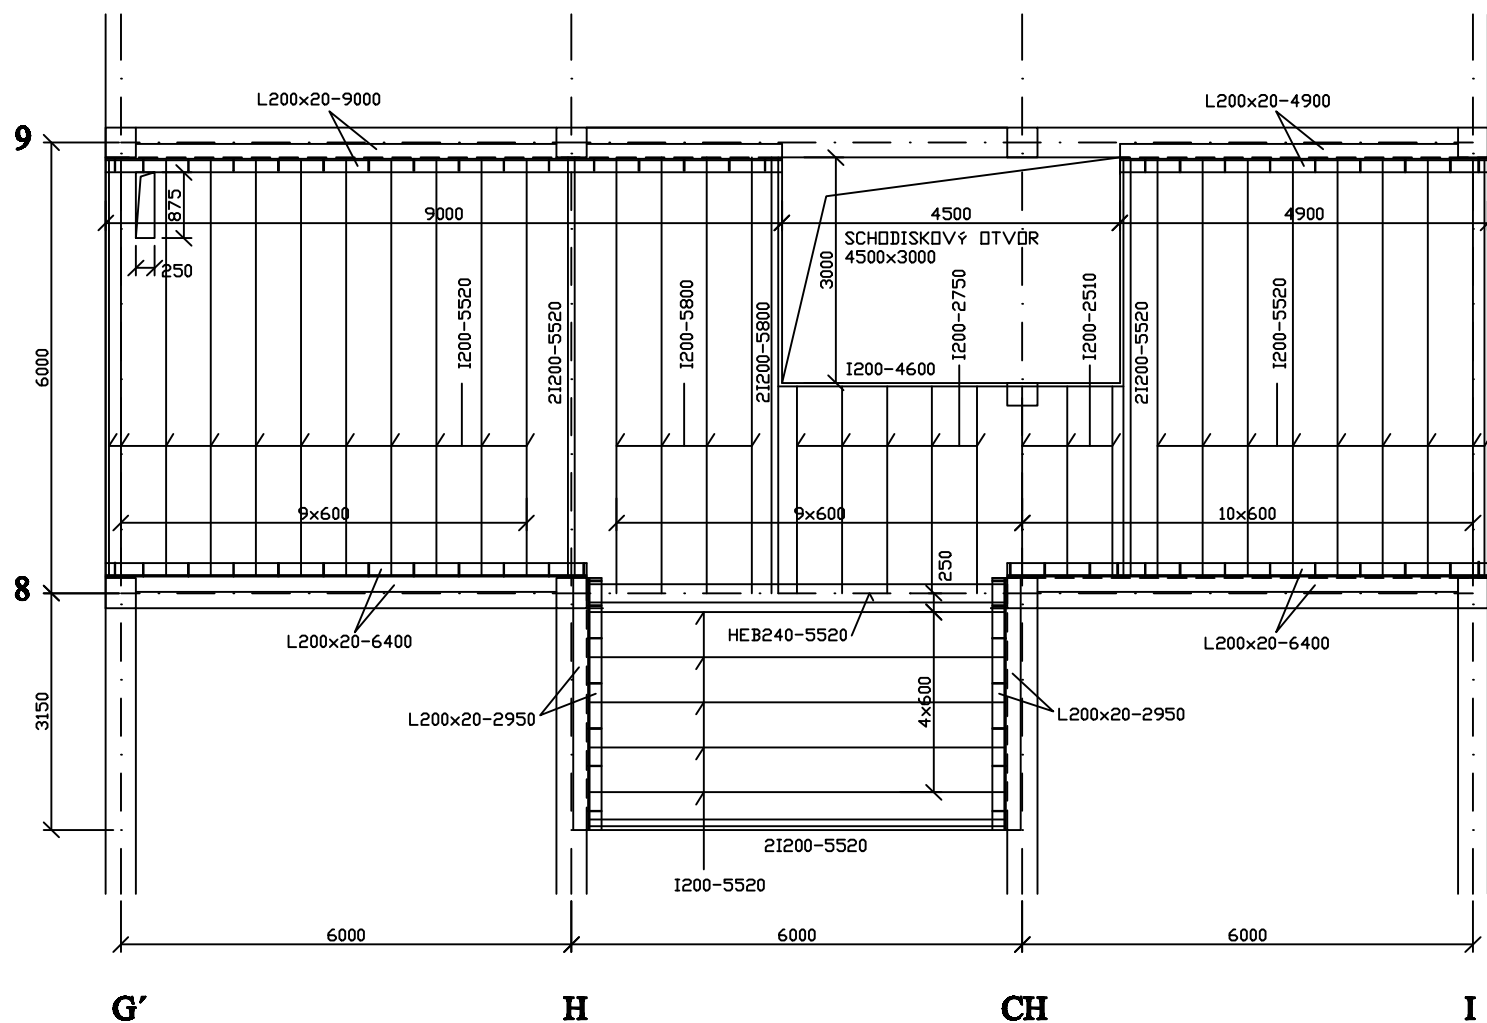 L200x20-9000
L200x20-4900
9
875
9000
4500
4900
SCHODISKOVÝ OTVOR
4500x3000
3000
250
I200-5520
2I200-5520
I200-5800
2I200-5800
I200-2750
I200-2510
2I200-5520
I200-5520
6000
I200-4600
9x600
9x600
10x600
250
8
HEB240-5520
L200x20-6400
L200x20-6400
3150
L200x20-2950
4x600
L200x20-2950
2I200-5520
I200-5520
6000
6000
6000
G´
H
CH
I